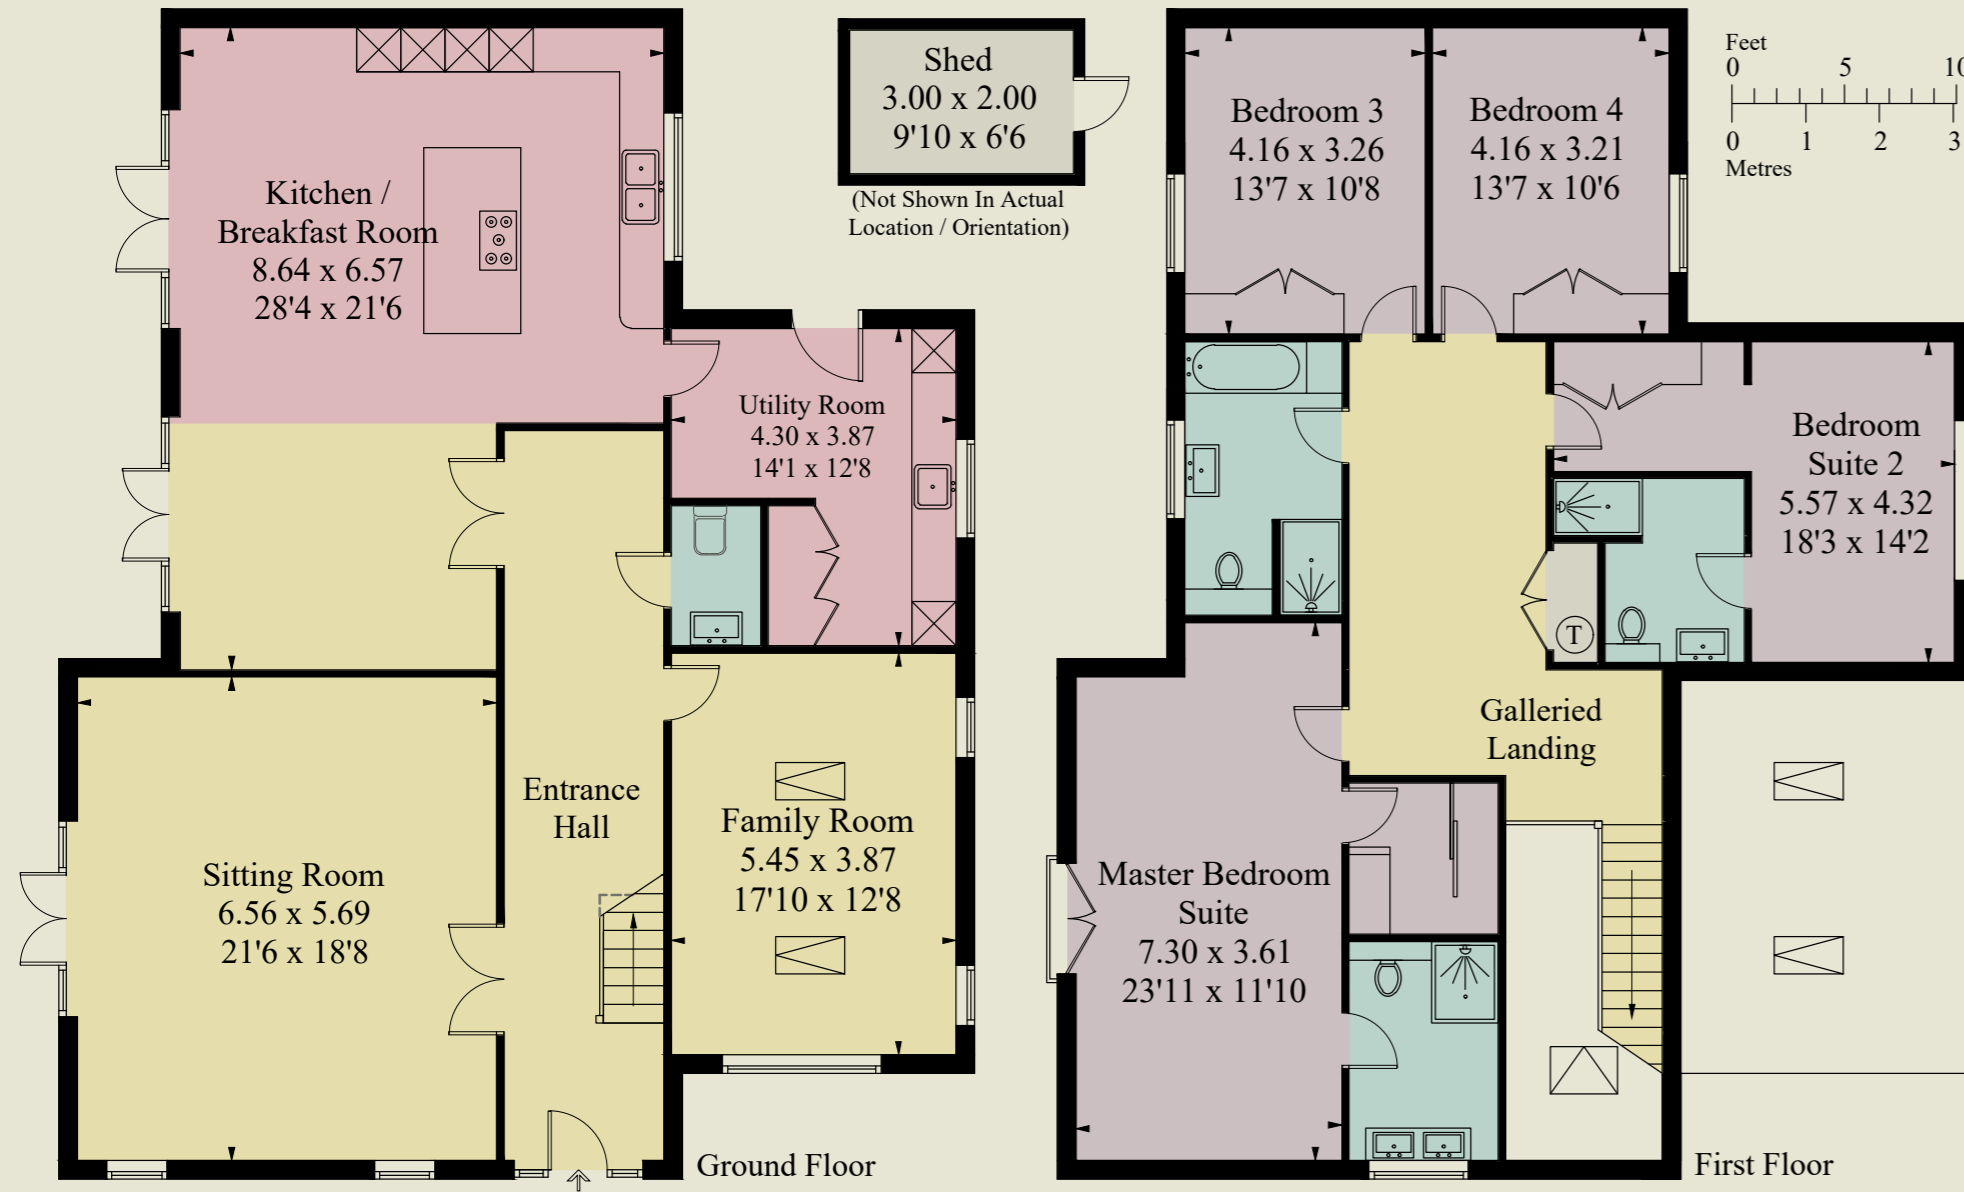 Kitchen /
Breakfast Room
8.64 x 6.57
28'4 x 21'6
Shed
3.00 x 2.00
9'10 x 6'6
(Not Shown In Actual
Location / Orientation)
Utility Room
4.30 x 3.87
14'1 x 12'8
Entrance
Hall
Family Room
5.45 x 3.87
17'10 x 12'8
Sitting Room
6.56 x 5.69
21'6 x 18'8
Ground Floor
Bedroom 3
4.16 x 3.26
13'7 x 10'8
Bedroom 4
4.16 x 3.21
13'7 x 10'6
Feet
0 5 10
0 1 2 3
Metres
Bedroom
Suite 2
5.57 x 4.32
18'3 x 14'2
T
Galleried
Landing
Master Bedroom
Suite
7.30 x 3.61
23'11 x 11'10
First Floor